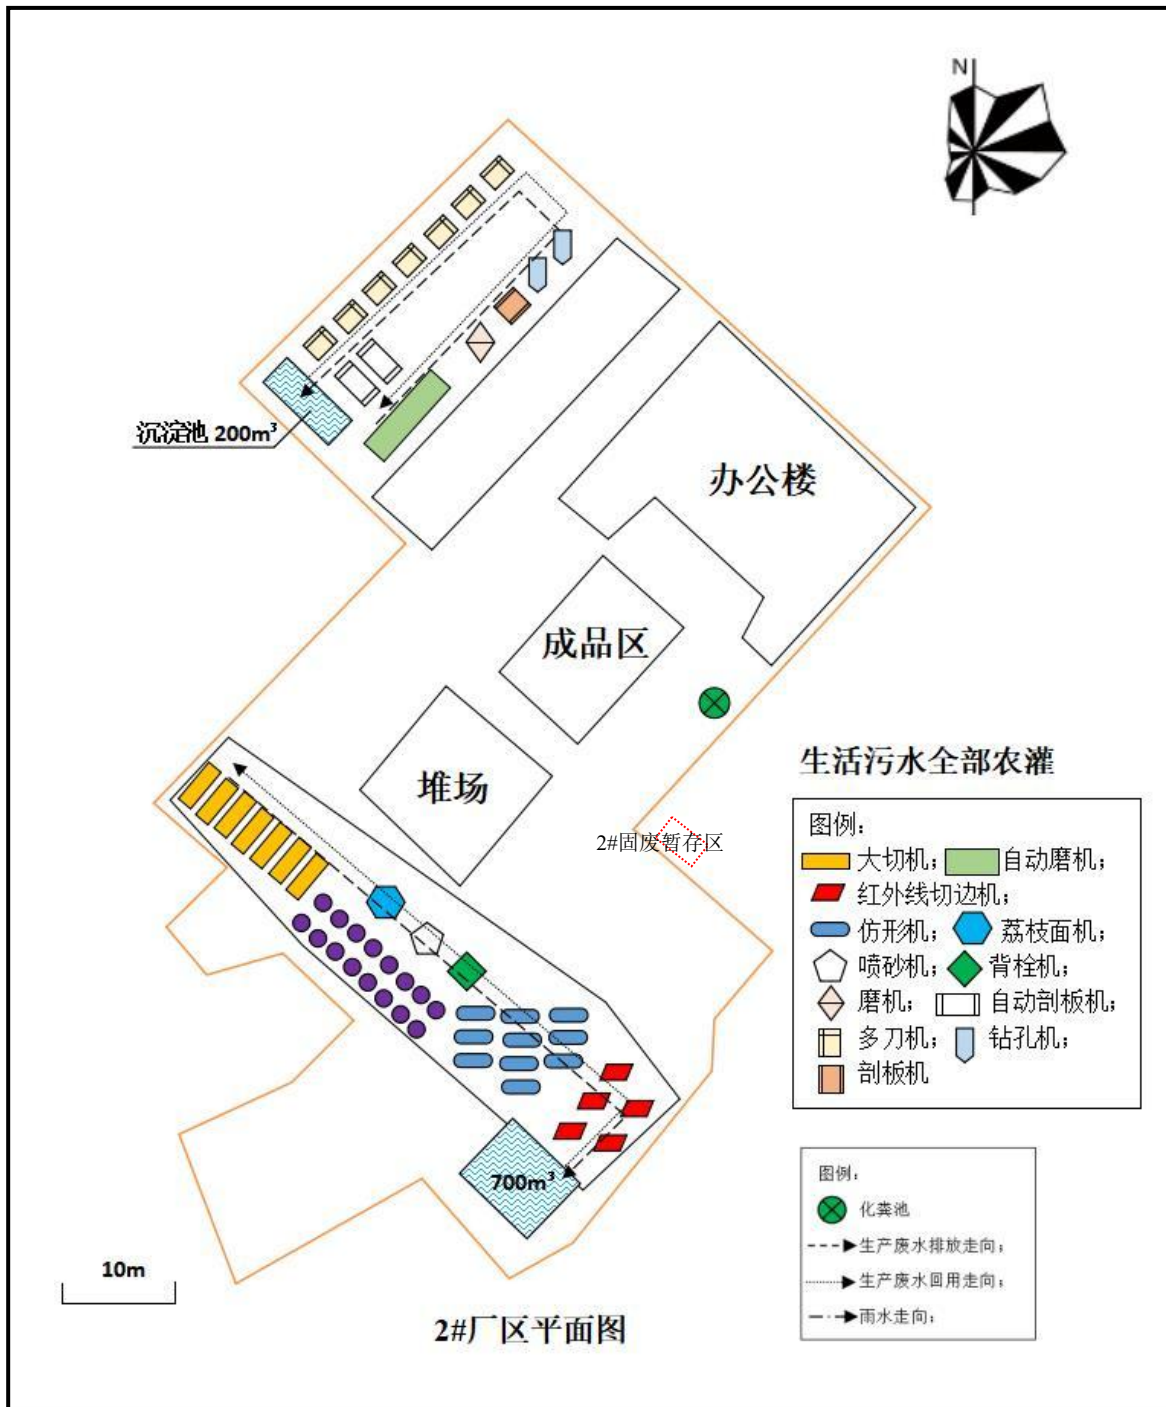 N
沉淀池 200m³
办公楼
成品区
堆场
生活污水全部农灌
2#固废暂存区
图例：
大切机； 自动磨机；
红外线切边机；
仿形机； 荔枝面机；
喷砂机； 背栓机；
磨机； 自动剖板机；
多刀机； 钻孔机；
剖板机
700m³
图例：
化粪池
生产废水排放走向；
生产废水回用走向；
雨水走向；
10m
2#厂区平面图